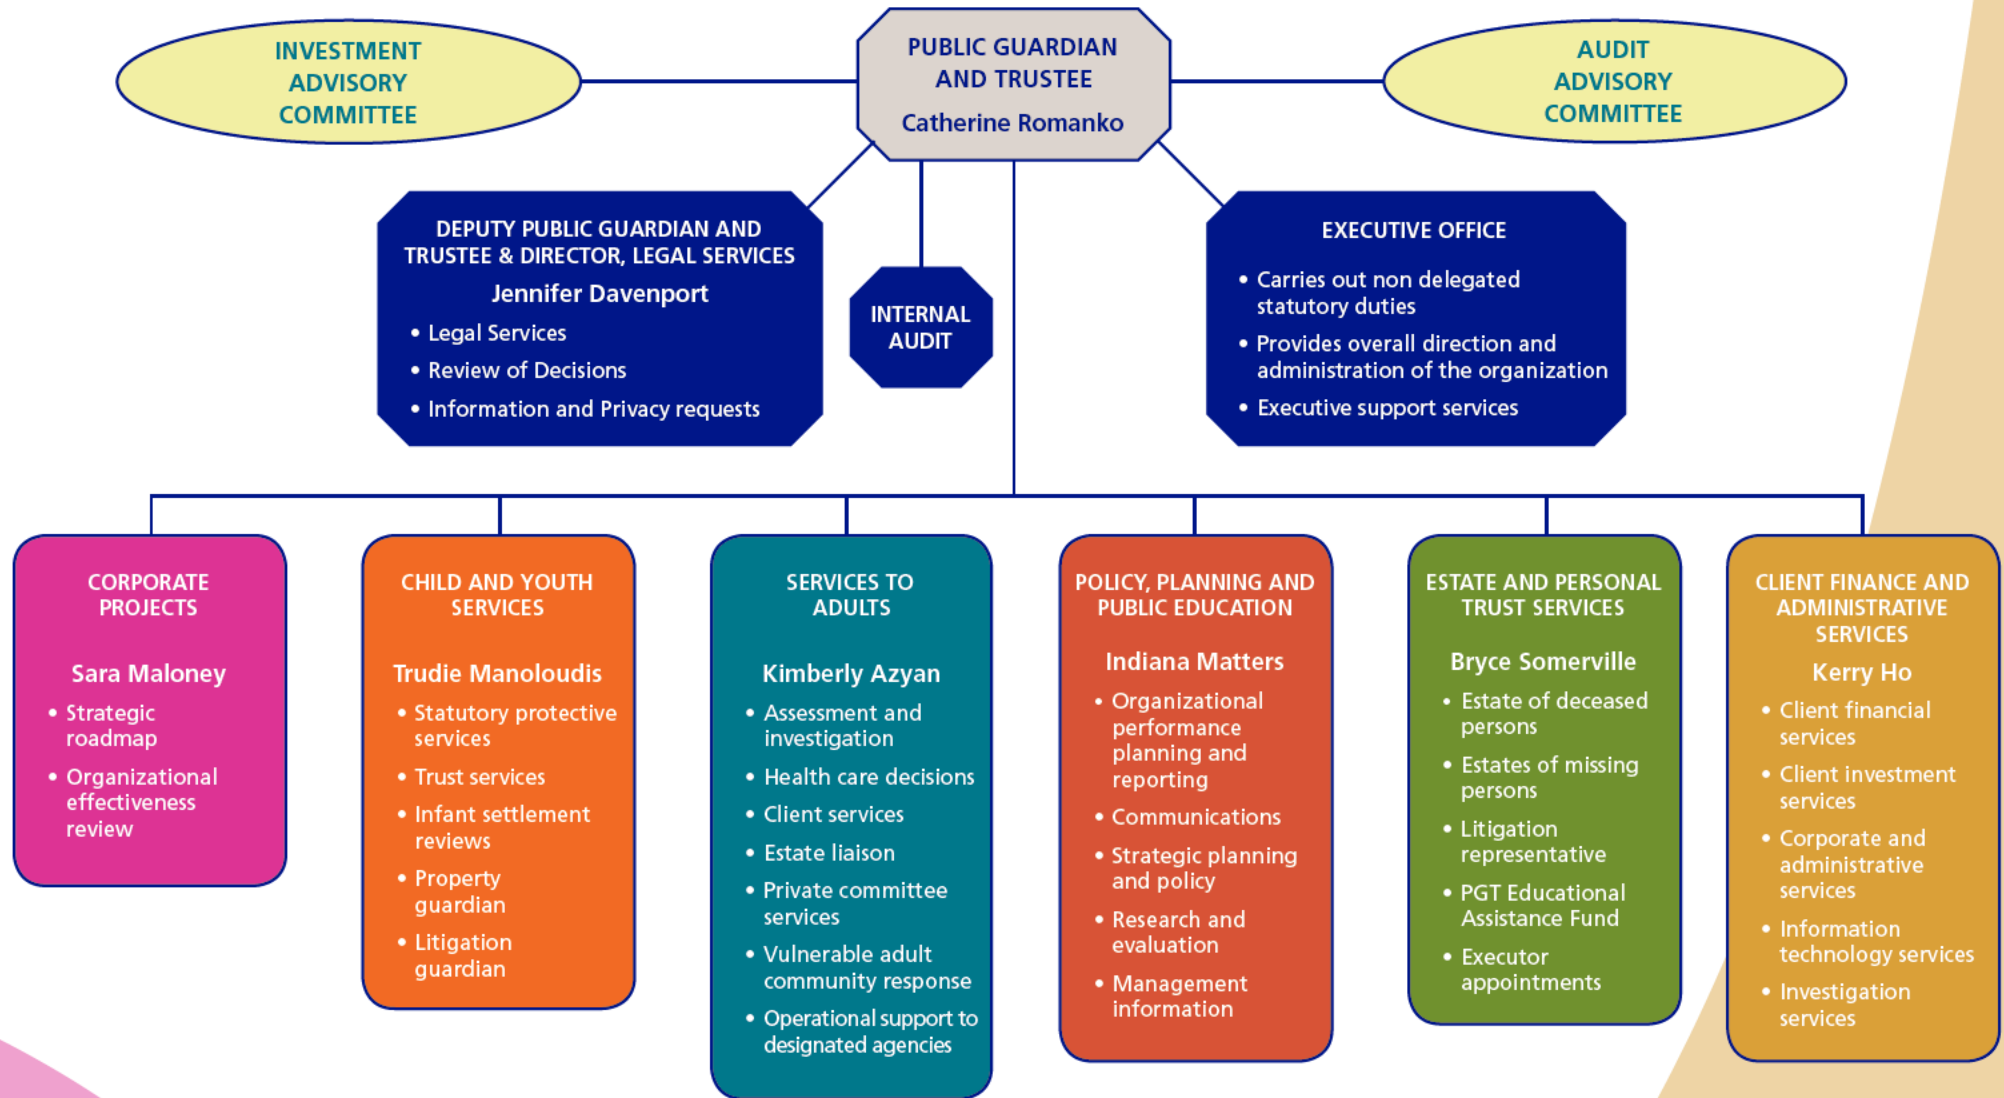 INVESTMENT
ADVISORY
COMMITTEE
PUBLIC GUARDIAN
AND TRUSTEE
Catherine Romanko
AUDIT
ADVISORY
COMMITTEE
DEPUTY PUBLIC GUARDIAN AND
TRUSTEE & DIRECTOR, LEGAL SERVICES
Jennifer Davenport
• Legal Services
• Review of Decisions
• Information and Privacy requests
INTERNAL
AUDIT
EXECUTIVE OFFICE
• Carries out non delegated
statutory duties
• Provides overall direction and
administration of the organization
• Executive support services
CORPORATE
PROJECTS
Sara Maloney
• Strategic
roadmap
• Organizational
effectiveness
review
CHILD AND YOUTH
SERVICES
Trudie Manoloudis
• Statutory protective
services
• Trust services
• Infant settlement
reviews
• Property
guardian
• Litigation
guardian
SERVICES TO
ADULTS
Kimberly Azyan
• Assessment and
investigation
• Health care decisions
• Client services
• Estate liaison
• Private committee
services
• Vulnerable adult
community response
• Operational support to
designated agencies
POLICY, PLANNING AND
PUBLIC EDUCATION
Indiana Matters
• Organizational
performance
planning and
reporting
• Communications
• Strategic planning
and policy
• Research and
evaluation
• Management
information
ESTATE AND PERSONAL
TRUST SERVICES
Bryce Somerville
• Estate of deceased
persons
• Estates of missing
persons
• Litigation
representative
• PGT Educational
Assistance Fund
• Executor
appointments
CLIENT FINANCE AND
ADMINISTRATIVE
SERVICES
Kerry Ho
• Client financial
services
• Client investment
services
• Corporate and
administrative
services
• Information
technology services
• Investigation
services